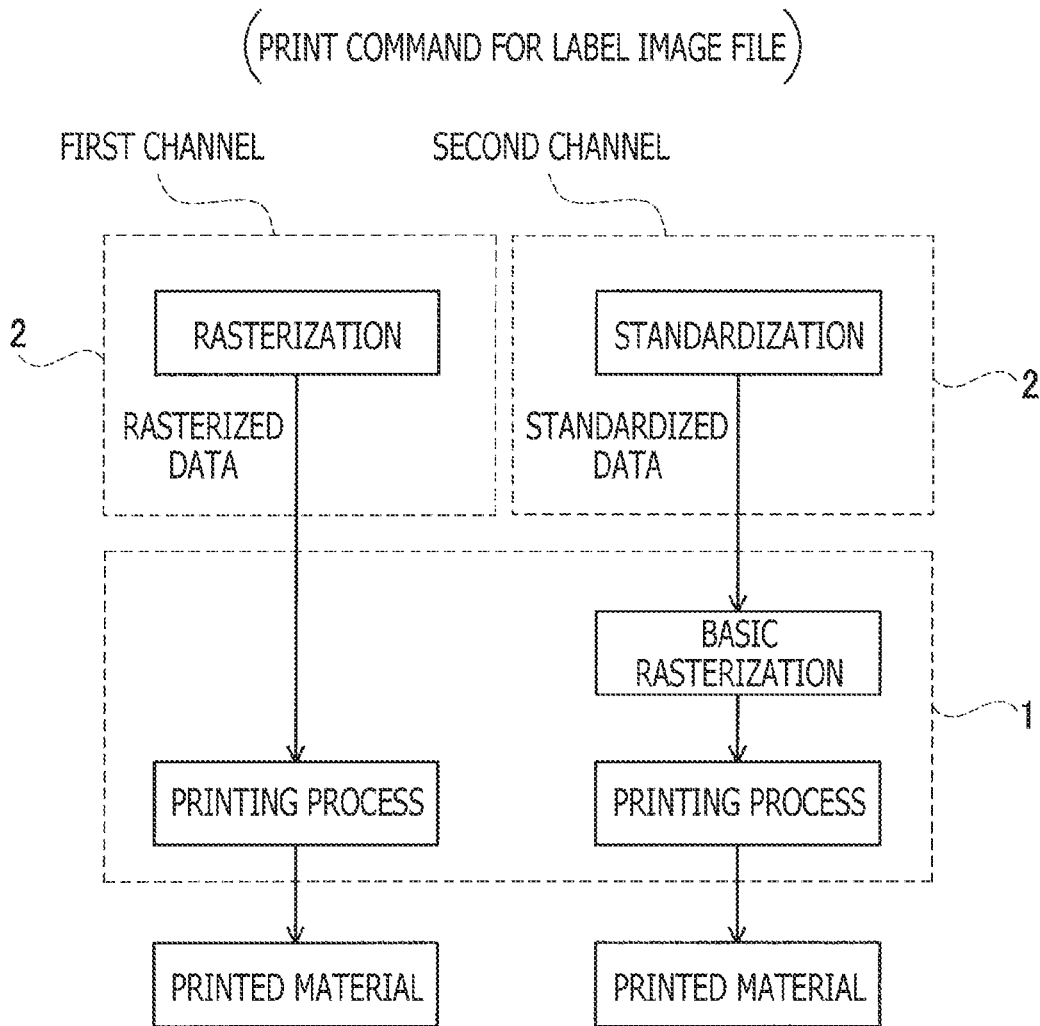 (PRINT COMMAND FOR LABEL IMAGE FILE)
FIRST CHANNEL
SECOND CHANNEL
RASTERIZATION
STANDARDIZATION
2
2
RASTERIZED
DATA
STANDARDIZED
DATA
BASIC
RASTERIZATION
1
PRINTING PROCESS
PRINTING PROCESS
PRINTED MATERIAL
PRINTED MATERIAL